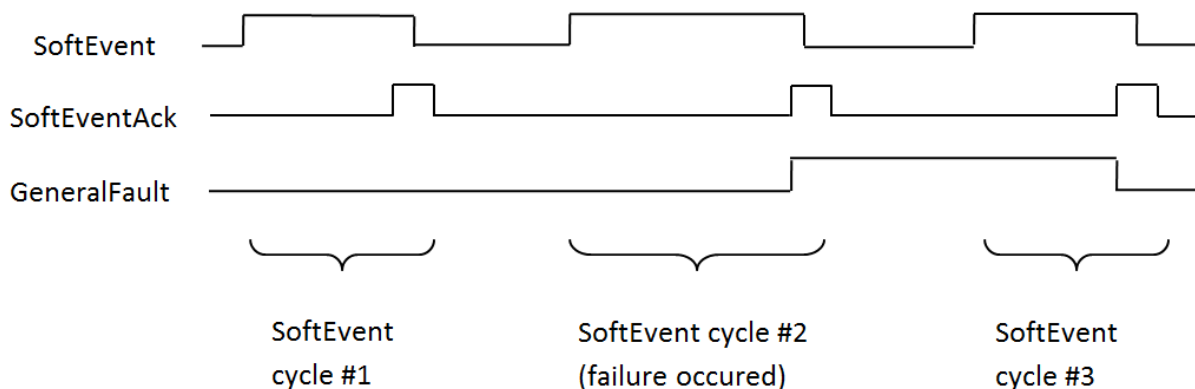 SoftEvent
SoftEventAck
GeneralFault
SoftEvent
cycle #1
SoftEvent cycle #2
(failure occured)
SoftEvent
cycle #3